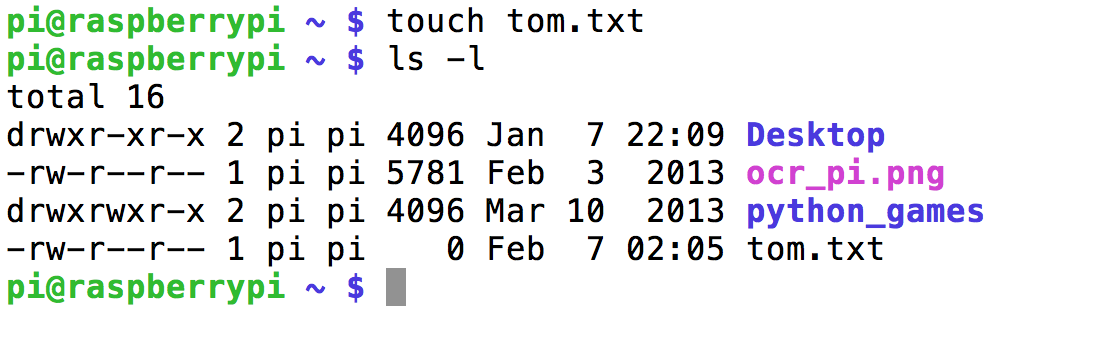 pi@raspberrypi ~ $ touch tom.txt
pi@raspberrypi ~ $ ls -l
total 16
drwxr-xr-x 2 pi pi 4096 Jan  7 22:09 Desktop
-rw-r--r-- 1 pi pi 5781 Feb  3  2013 ocr_pi.png
drwxrwxr-x 2 pi pi 4096 Mar 10  2013 python_games
-rw-r--r-- 1 pi pi    0 Feb  7 02:05 tom.txt
pi@raspberrypi ~ $